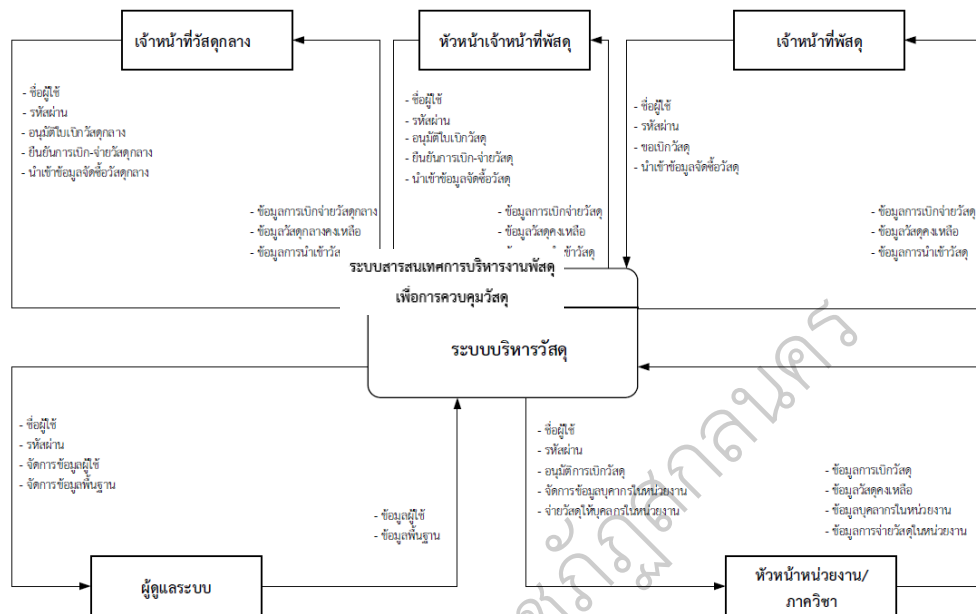 เจ้าหน้าที่วัสดุกลาง
หัวหน้าเจ้าหน้าที่พัสดุ
เจ้าหน้าที่พัสดุ
- ชื่อผู้ใช้
- รหัสผ่าน
- อนุมัติใบเบิกวัสดุกลาง
- ยืนยันการเบิก-จ่ายวัสดุกลาง
- นำเข้าข้อมูลจัดซื้อวัสดุกลาง
- ชื่อผู้ใช้
- รหัสผ่าน
- อนุมัติใบเบิกวัสดุ
- ยืนยันการเบิก-จ่ายวัสดุ
- นำเข้าข้อมูลจัดซื้อวัสดุ
- ชื่อผู้ใช้
- รหัสผ่าน
- ขอเบิกวัสดุ
- นำเข้าข้อมูลจัดซื้อวัสดุ
- ข้อมูลการเบิกจ่ายวัสดุกลาง
- ข้อมูลวัสดุกลางคงเหลือ
- ข้อมูลการนำเข้าวัส
- ข้อมูลการเบิกจ่ายวัสดุ
- ข้อมูลวัสดุคงเหลือ
- ข้าวัสดุ
- ข้อมูลการเบิกจ่ายวัสดุ
- ข้อมูลวัสดุคงเหลือ
- ข้อมูลการนำเข้าวัสดุ
ระบบสารสนเทศการบริหารงานพัสดุ
เพื่อการควบคุมวัสดุ
ระบบบริหารวัสดุ
- ชื่อผู้ใช้
- รหัสผ่าน
- จัดการข้อมูลผู้ใช้
- จัดการข้อมูลพื้นฐาน
- ข้อมูลผู้ใช้
- ข้อมูลพื้นฐาน
- ชื่อผู้ใช้
- รหัสผ่าน
- อนุมัติการเบิกวัสดุ
- จัดการข้อมูลบุคากรในหน่วยงาน
- จ่ายวัสดุให้บุคลกรในหน่วยงาน
- ข้อมูลการเบิกวัสดุ
- ข้อมูลวัสดุคงเหลือ
- ข้อมูลบุคลากรในหน่วยงาน
- ข้อมูลการจ่ายวัสดุในหน่วยงาน
ผู้ดูแลระบบ
หัวหน้าหน่วยงาน/
ภาควิชา